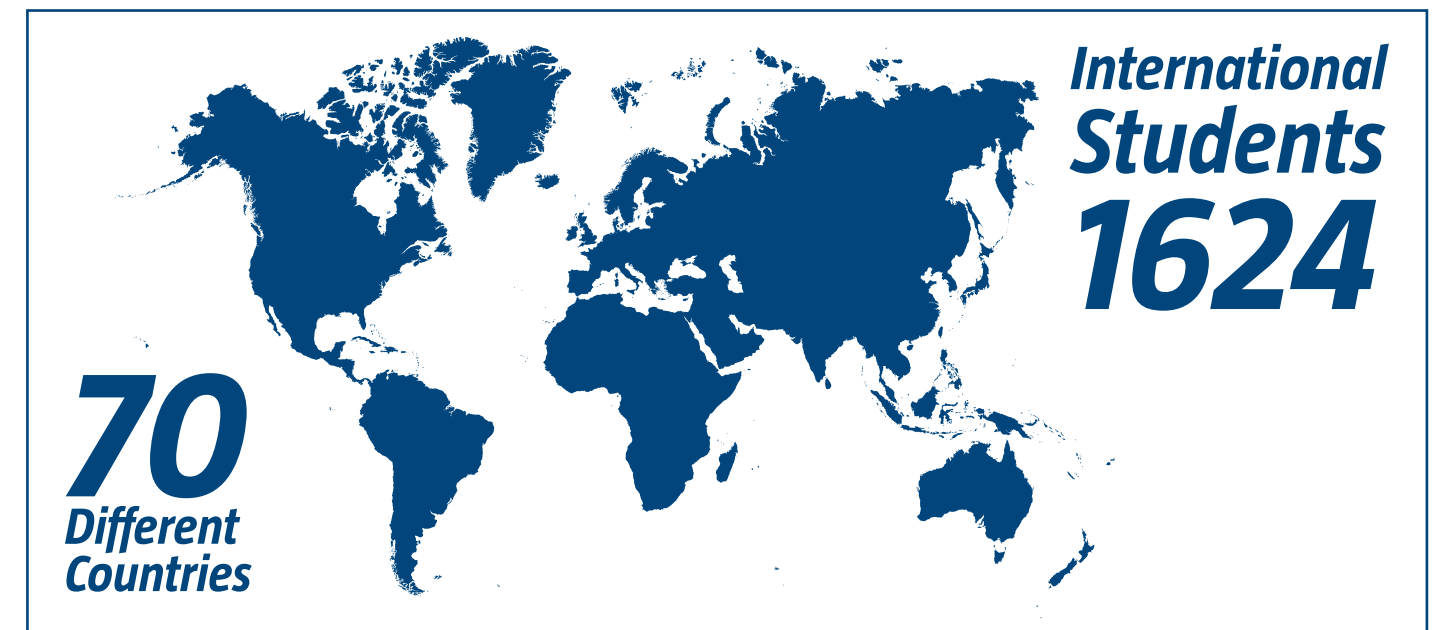 International
Students
1624
70
Different
Countries